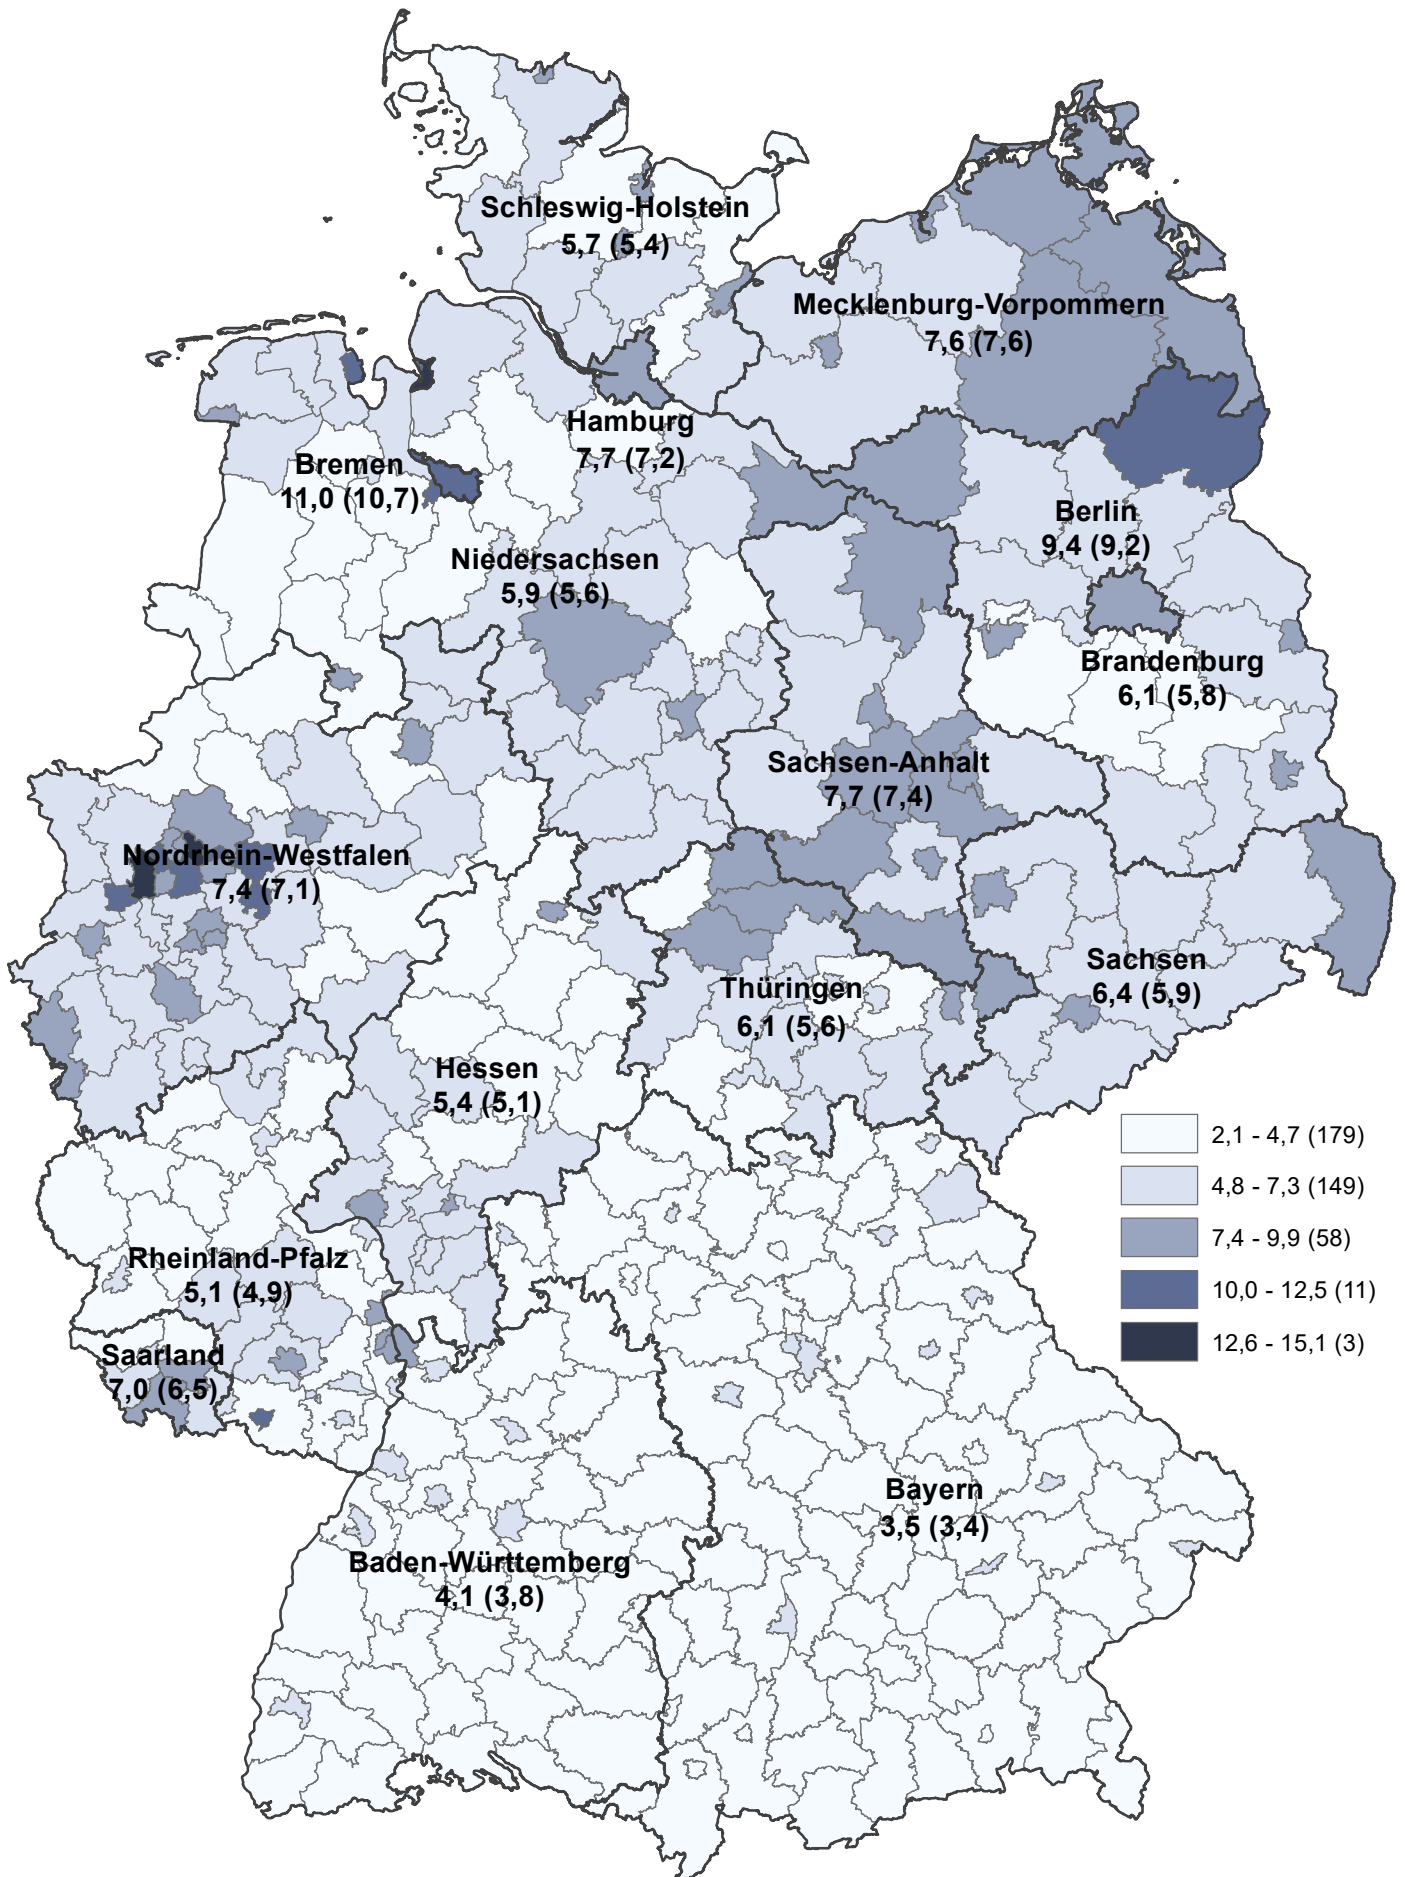 Schleswig-Holstein
5,7 (5,4)
Mecklenburg-Vorpommern
7,6 (7,6)
Hamburg
7,7 (7,2)
Bremen
11,0 (10,7)
Berlin
9,4 (9,2)
Niedersachsen
5,9 (5,6)
Brandenburg
6,1 (5,8)
Sachsen-Anhalt
7,7 (7,4)
Nordrhein-Westfalen
7,4 (7,1)
Sachsen
6,4 (5,9)
Thüringen
6,1 (5,6)
Hessen
5,4 (5,1)
Rheinland-Pfalz
5,1 (4,9)
Saarland
7,0 (6,5)
Bayern
3,5 (3,4)
Baden-Württemberg
4,1 (3,8)
2,1 - 4,7 (179)
4,8 - 7,3 (149)
7,4 - 9,9 (58)
10,0 - 12,5 (11)
12,6 - 15,1 (3)